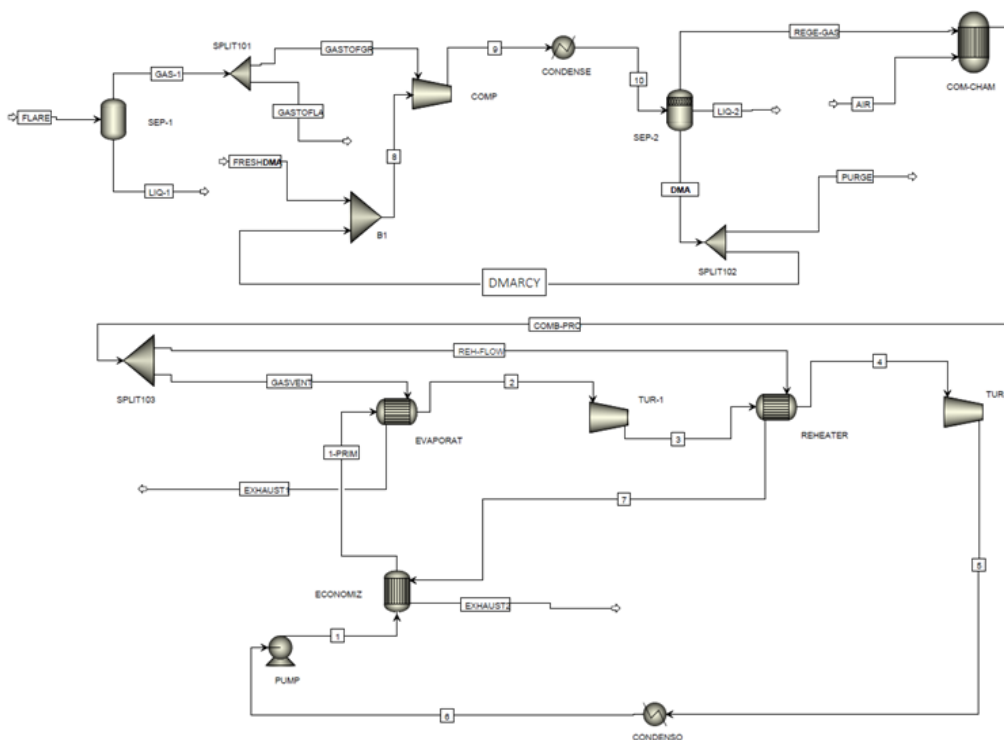 SPLIT101
GASTOFGR
9
REGE-GAS
GAS-1
CONDENSE
COMP
10
COM-CHAM
FLARE
SEP-1
GASTOFLA
AIR
LIQ-2
SEP-2
FRESHDMA
8
LIQ-1
DMA
PURGE
B1
SPLIT102
DMARCY
COMB-PRO
REH-FLOW
4
GASVENT
2
TUR-1
TUR
SPLIT103
EVAPORAT
3
REHEATER
1-PRIM
EXHAUST1
7
5
ECONOMIZ
EXHAUST2
1
PUMP
6
CONDENSO